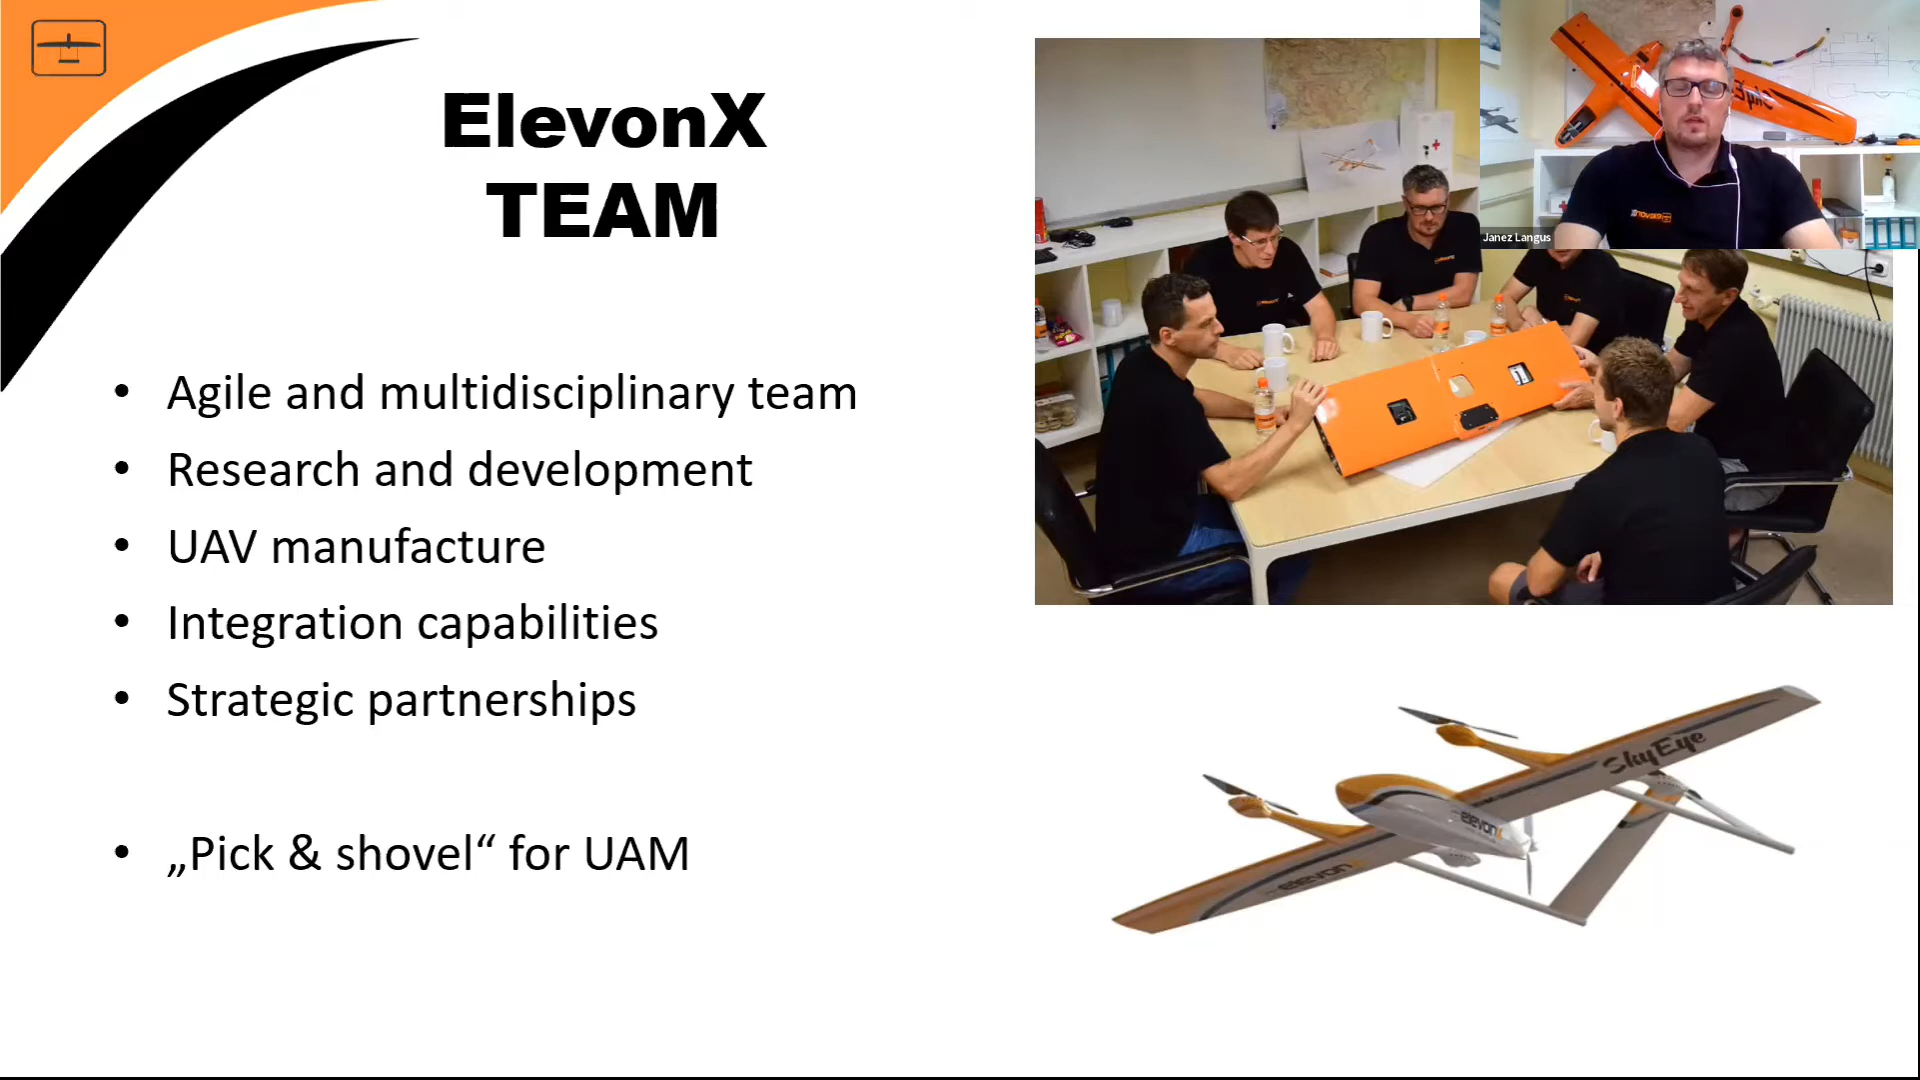 ElevonX
TEAM
• Agile and multidisciplinary team
• Research and development
• UAV manufacture
• Integration capabilities
• Strategic partnerships
• „Pick & shovel“ for UAM
Janez Langus
SkyEye
elevonX
elevonX